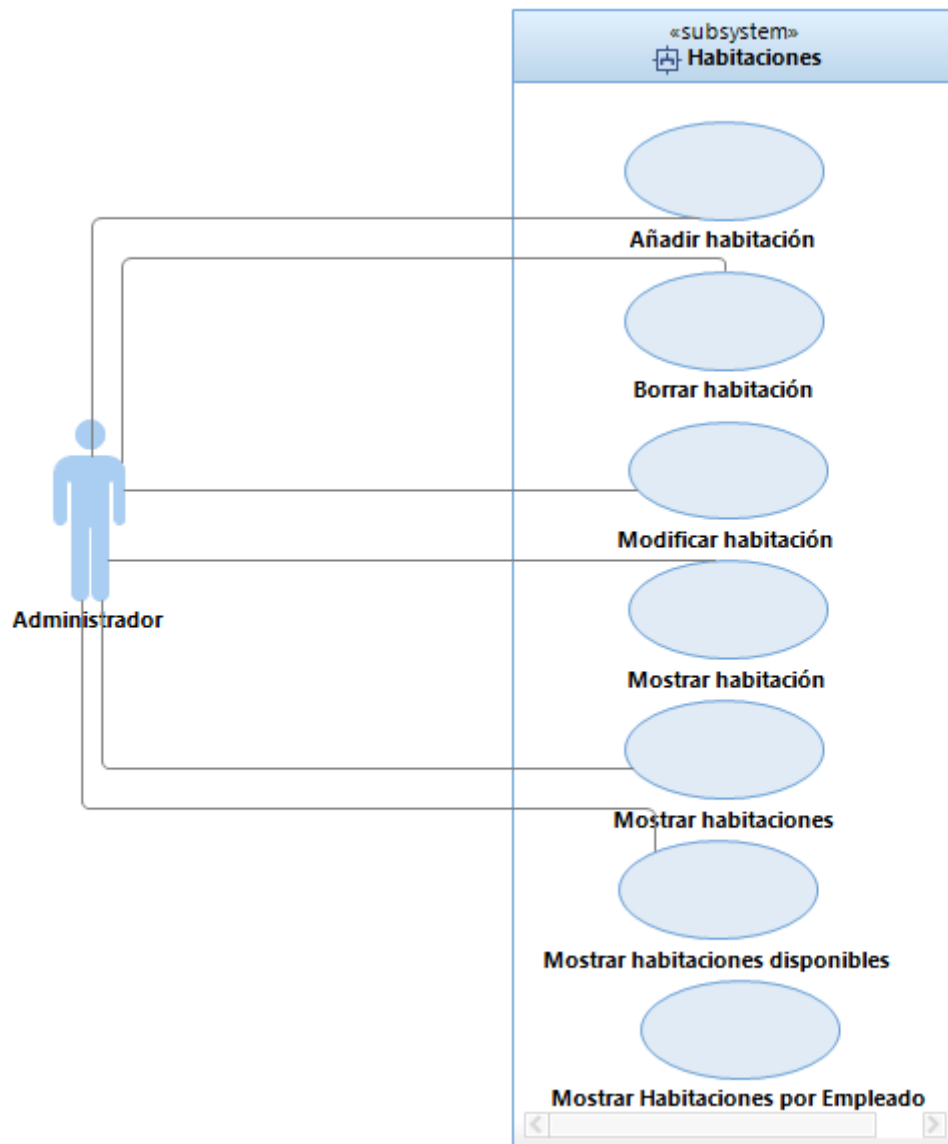 «subsystem»
Habitaciones
Añadir habitación
Borrar habitación
Modificar habitación
Administrador
Mostrar habitación
Mostrar habitaciones
Mostrar habitaciones disponibles
Mostrar Habitaciones por Empleado